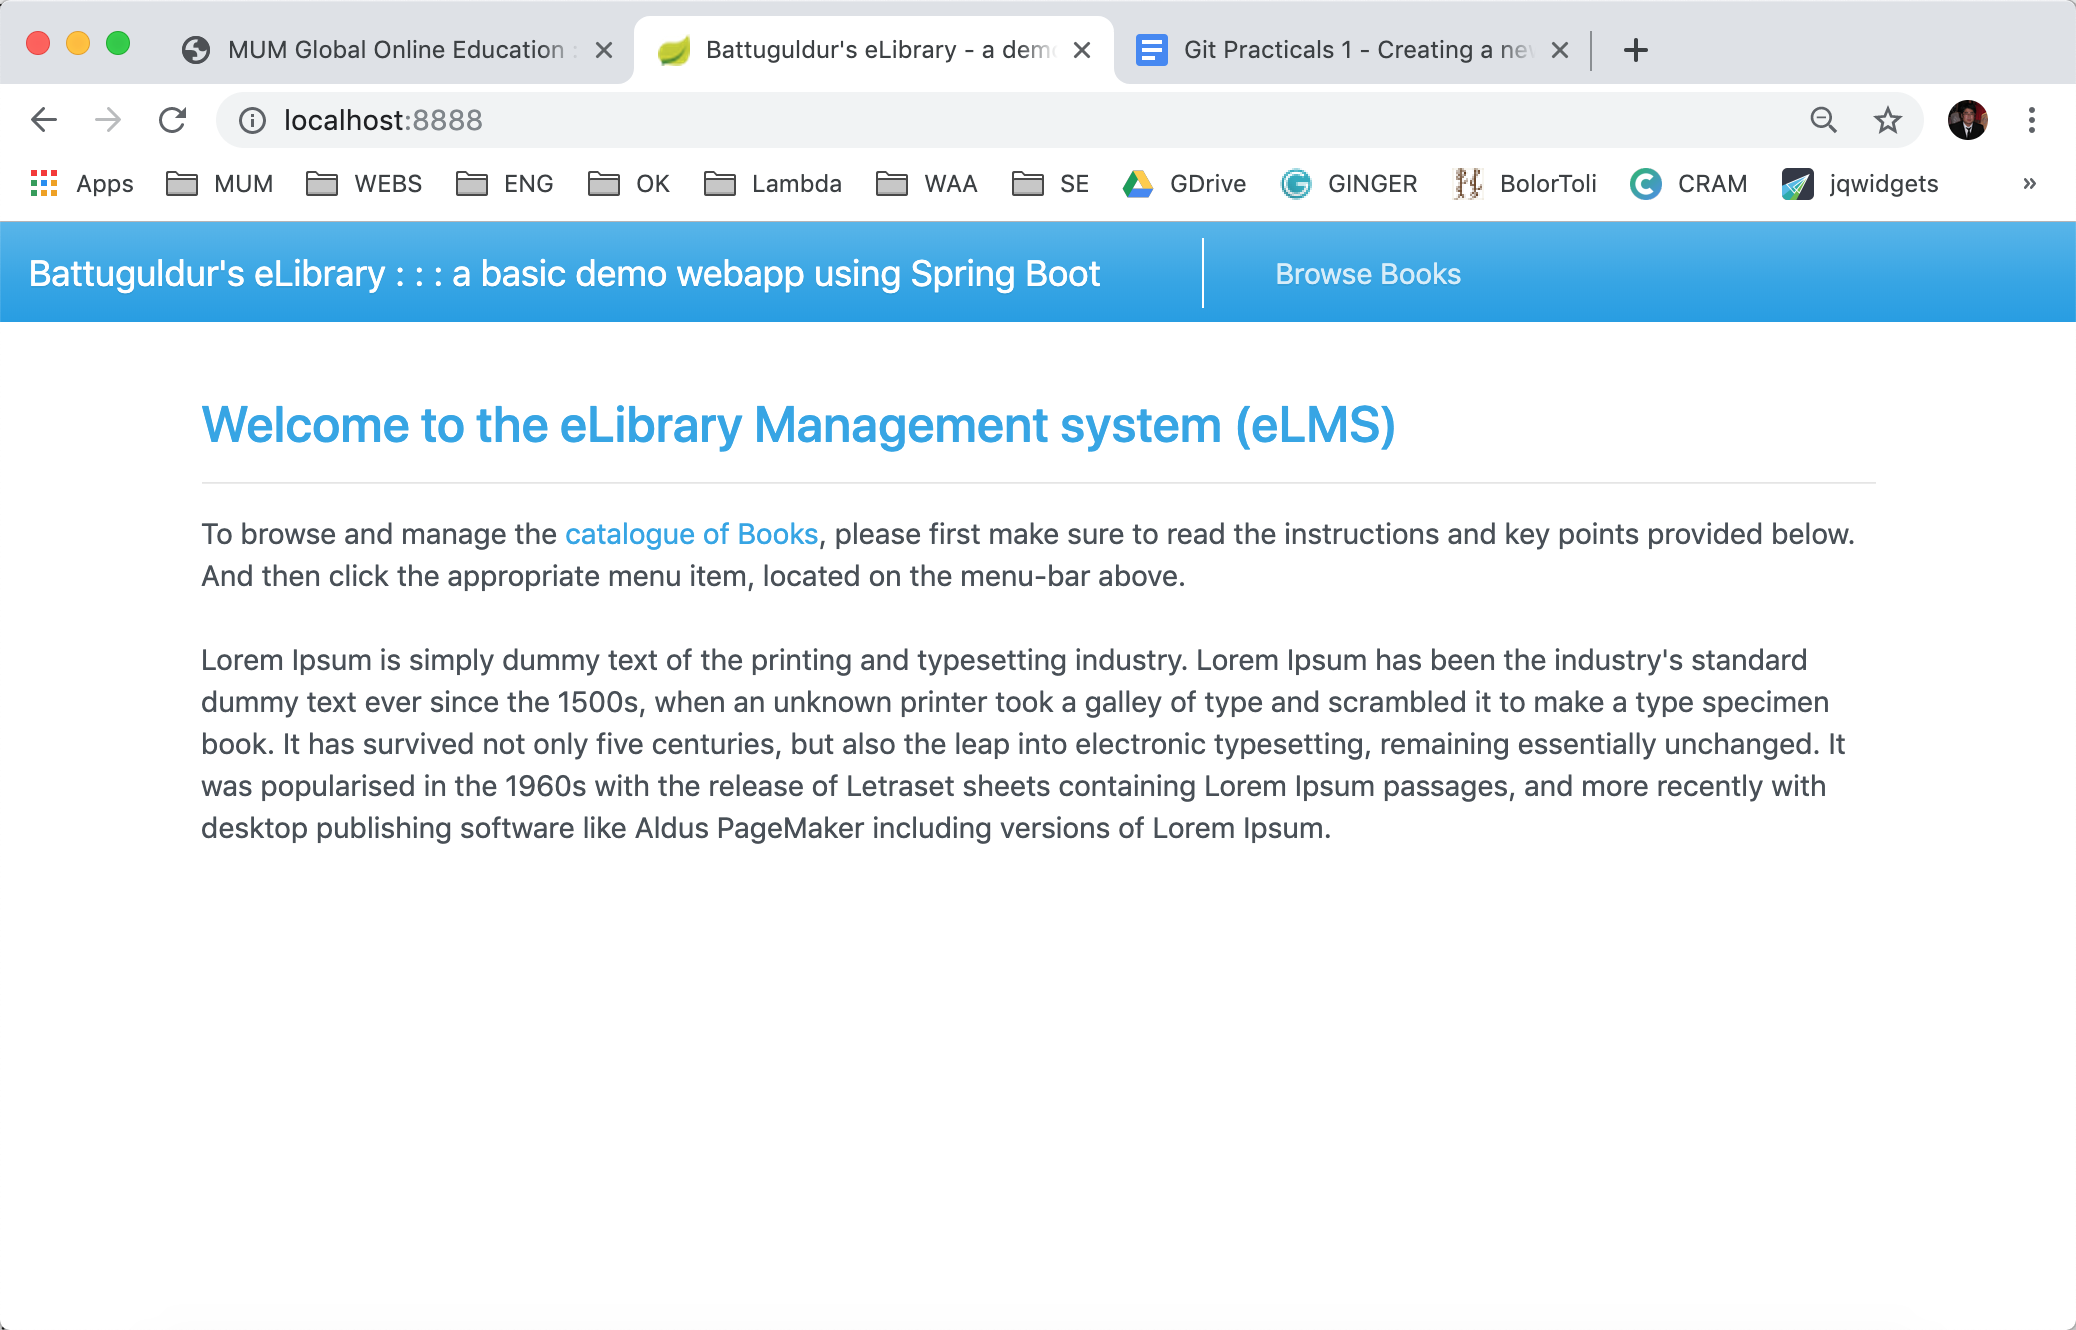 MUM Global Online Education :
Battuguldur's eLibrary - a dem
Git Practicals 1 - Creating a ne
localhost:8888
Apps MUM WEBS ENG OK Lambda WAA SE GDrive GINGER BolorToli CRAM jqwidgets »
Battuguldur's eLibrary : : : a basic demo webapp using Spring Boot
Browse Books
Welcome to the eLibrary Management system (eLMS)
To browse and manage the catalogue of Books, please first make sure to read the instructions and key points provided below.
And then click the appropriate menu item, located on the menu-bar above.
Lorem Ipsum is simply dummy text of the printing and typesetting industry. Lorem Ipsum has been the industry's standard
dummy text ever since the 1500s, when an unknown printer took a galley of type and scrambled it to make a type specimen
book. It has survived not only five centuries, but also the leap into electronic typesetting, remaining essentially unchanged. It
was popularised in the 1960s with the release of Letraset sheets containing Lorem Ipsum passages, and more recently with
desktop publishing software like Aldus PageMaker including versions of Lorem Ipsum.